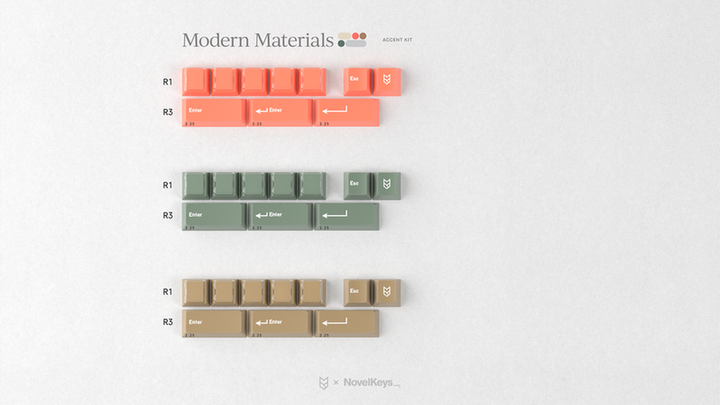 Modern Materials ACCENT KIT
R1 Esc
R3 Enter Enter
2.25 2.25 2.25
R1 Esc
R3 Enter Enter
2.25 2.25 2.25
R1 Esc
R3 Enter Enter
2.25 2.25 2.25
× NovelKeys_